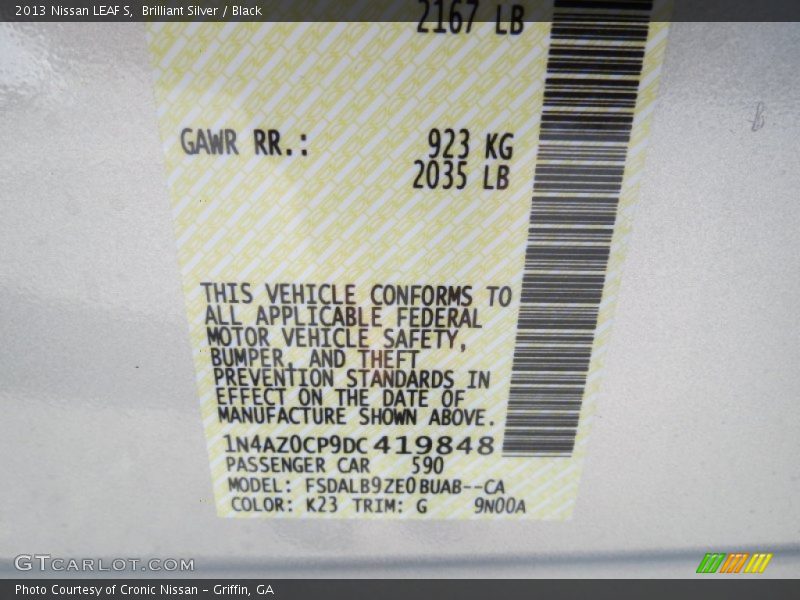 2013 Nissan LEAF S,  Brilliant Silver / Black
2167 LB
GAWR RR.: 923 KG
2035 LB
THIS VEHICLE CONFORMS TO
ALL APPLICABLE FEDERAL
MOTOR VEHICLE SAFETY,
BUMPER, AND THEFT
PREVENTION STANDARDS IN
EFFECT ON THE DATE OF
MANUFACTURE SHOWN ABOVE.
1N4AZ0CP9DC419848
PASSENGER CAR 590
MODEL: FSDALB9ZE0BUAB--CA
COLOR: K23 TRIM: G 9N00A
GTCARLOT.COM
Photo Courtesy of Cronic Nissan – Griffin, GA